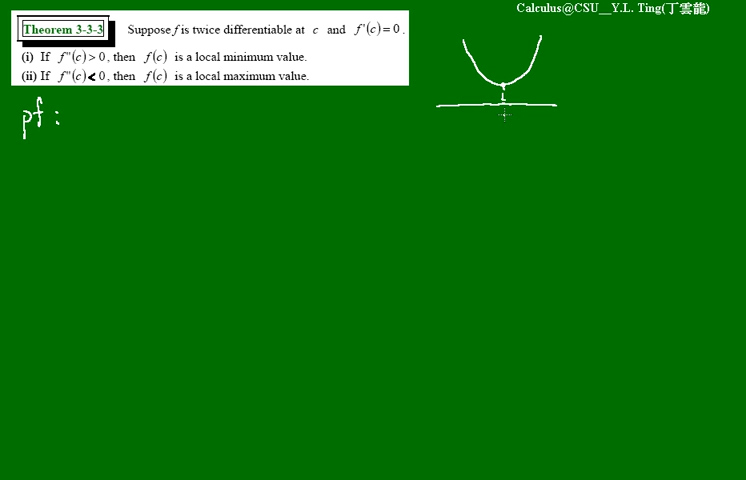 Calculus@CSU__Y.L. Ting(丁雲龍)
Theorem 3-3-3 Suppose f is twice differentiable at c and f'(c)=0.
(i) If f"(c)>0, then f(c) is a local minimum value.
(ii) If f"(c)<0, then f(c) is a local maximum value.
pf: